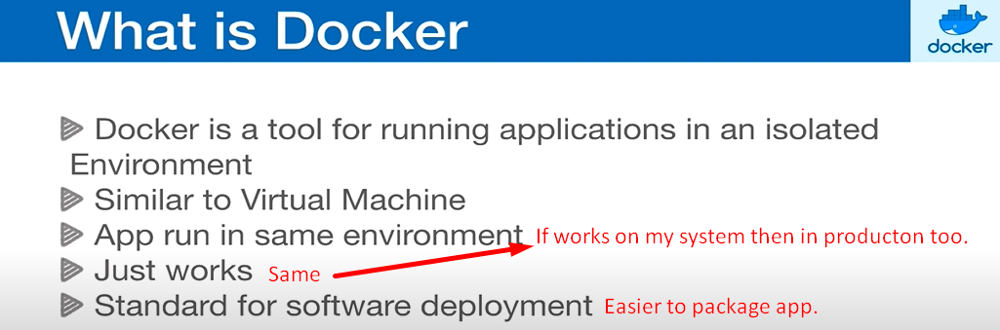 What is Docker
docker
Docker is a tool for running applications in an isolated
Environment
Similar to Virtual Machine
App run in same environment If works on my system then in producton too.
Just works Same
Standard for software deployment Easier to package app.